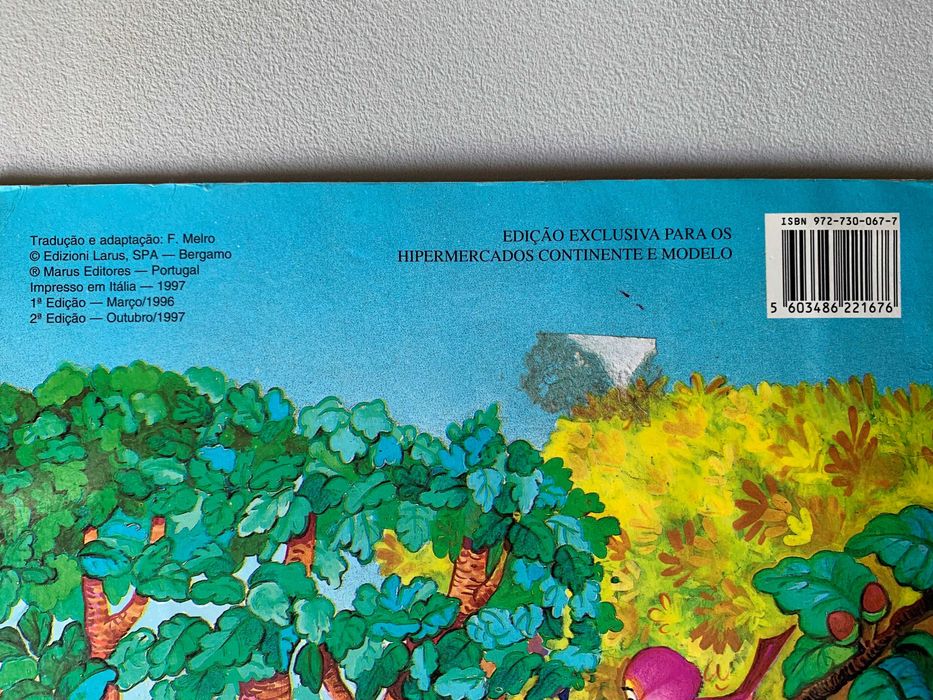 Tradução e adaptação: F. Melro
© Edizioni Larus, SPA — Bergamo
® Marus Editores — Portugal
Impresso em Itália — 1997
1ª Edição — Março/1996
2ª Edição — Outubro/1997
EDIÇÃO EXCLUSIVA PARA OS
HIPERMERCADOS CONTINENTE E MODELO
ISBN 972-730-067-7
5 603486 221676